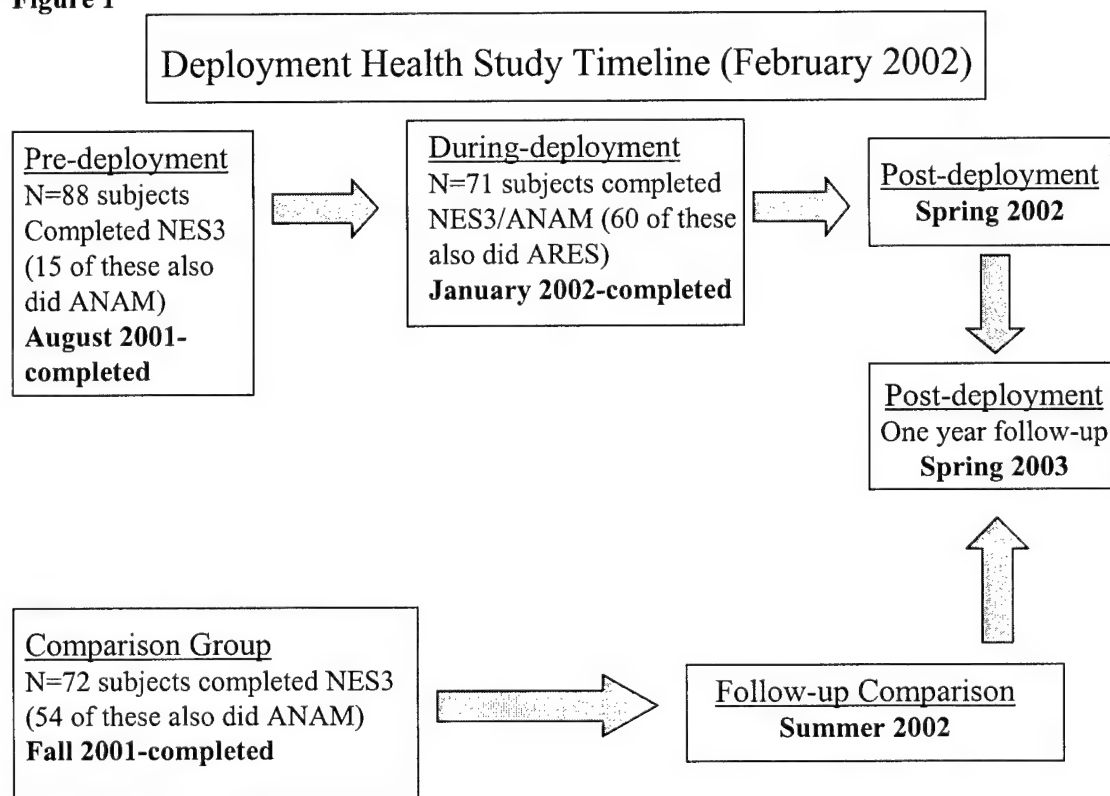 Figure 1
Deployment Health Study Timeline (February 2002)
Pre-deployment
N=88 subjects
Completed NES3
(15 of these also
did ANAM)
August 2001-
completed
During-deployment
N=71 subjects completed
NES3/ANAM (60 of these
also did ARES)
January 2002-completed
Post-deployment
Spring 2002
Post-deployment
One year follow-up
Spring 2003
Comparison Group
N=72 subjects completed NES3
(54 of these also did ANAM)
Fall 2001-completed
Follow-up Comparison
Summer 2002